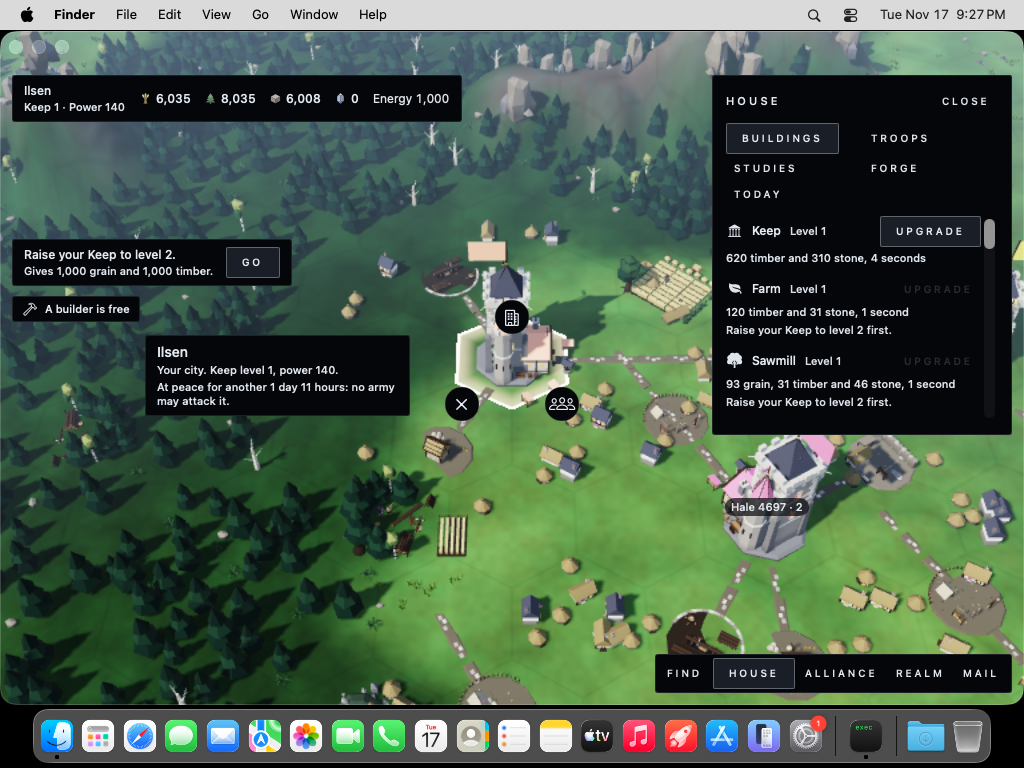 Finder File Edit View Go Window Help Tue Nov 17 9:27 PM
Ilsen
Keep 1 · Power 140
6,035 8,035 6,008 0 Energy 1,000
Raise your Keep to level 2.
Gives 1,000 grain and 1,000 timber.
GO
A builder is free
Ilsen
Your city. Keep level 1, power 140.
At peace for another 1 day 11 hours: no army
may attack it.
HOUSE CLOSE
BUILDINGS TROOPS
STUDIES FORGE
TODAY
Keep Level 1 UPGRADE
620 timber and 310 stone, 4 seconds
Farm Level 1 UPGRADE
120 timber and 31 stone, 1 second
Raise your Keep to level 2 first.
Sawmill Level 1 UPGRADE
93 grain, 31 timber and 46 stone, 1 second
Raise your Keep to level 2 first.
Hale 4697 · 2
FIND HOUSE ALLIANCE REALM MAIL
Tue
17
tv
1
exec